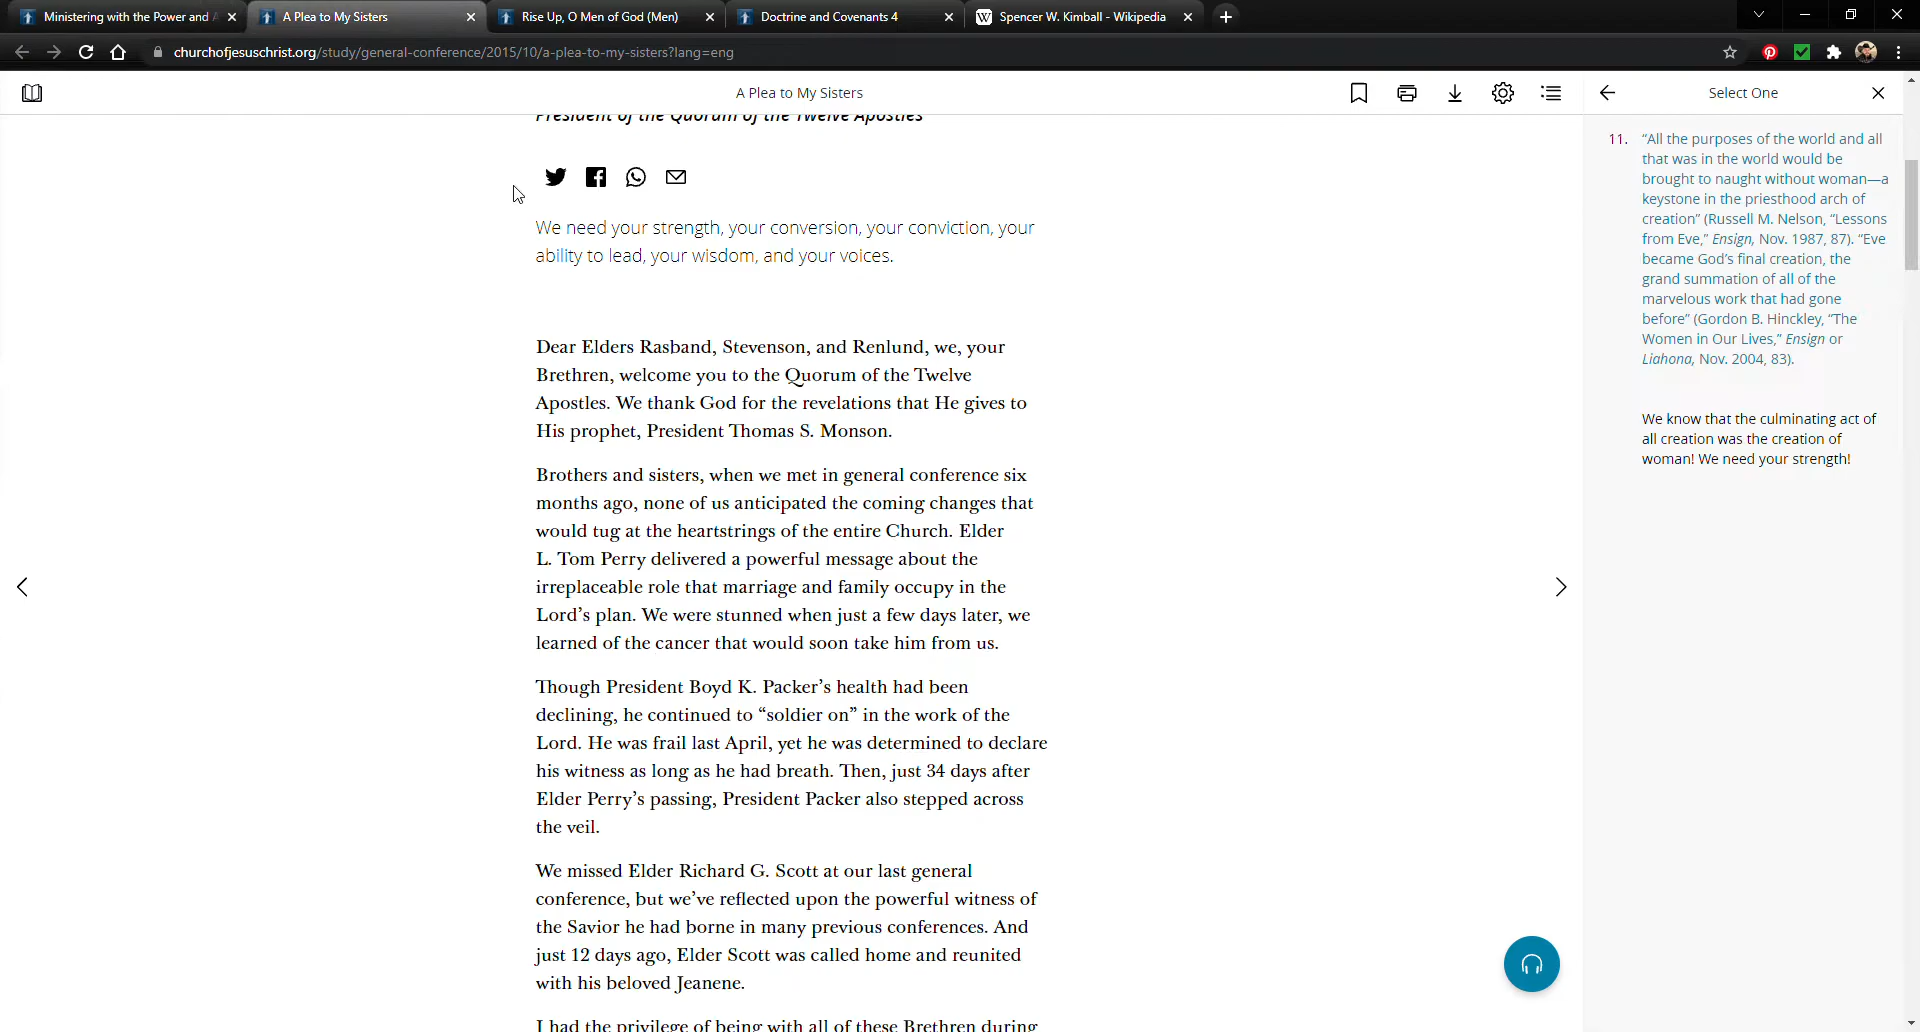 Ministering with the Power and A
A Plea to My Sisters
Rise Up, O Men of God (Men)
Doctrine and Covenants 4
Spencer W. Kimball - Wikipedia
churchofjesuschrist.org/study/general-conference/2015/10/a-plea-to-my-sisters?lang=eng
A Plea to My Sisters
Select One
President of the Quorum of the Twelve Apostles
We need your strength, your conversion, your conviction, your
ability to lead, your wisdom, and your voices.
Dear Elders Rasband, Stevenson, and Renlund, we, your
Brethren, welcome you to the Quorum of the Twelve
Apostles. We thank God for the revelations that He gives to
His prophet, President Thomas S. Monson.
Brothers and sisters, when we met in general conference six
months ago, none of us anticipated the coming changes that
would tug at the heartstrings of the entire Church. Elder
L. Tom Perry delivered a powerful message about the
irreplaceable role that marriage and family occupy in the
Lord’s plan. We were stunned when just a few days later, we
learned of the cancer that would soon take him from us.
Though President Boyd K. Packer’s health had been
declining, he continued to “soldier on” in the work of the
Lord. He was frail last April, yet he was determined to declare
his witness as long as he had breath. Then, just 34 days after
Elder Perry’s passing, President Packer also stepped across
the veil.
We missed Elder Richard G. Scott at our last general
conference, but we’ve reflected upon the powerful witness of
the Savior he had borne in many previous conferences. And
just 12 days ago, Elder Scott was called home and reunited
with his beloved Jeanene.
I had the privilege of being with all of these Brethren during
11. “All the purposes of the world and all
that was in the world would be
brought to naught without woman—a
keystone in the priesthood arch of
creation” (Russell M. Nelson, “Lessons
from Eve,” Ensign, Nov. 1987, 87). “Eve
became God’s final creation, the
grand summation of all of the
marvelous work that had gone
before” (Gordon B. Hinckley, “The
Women in Our Lives,” Ensign or
Liahona, Nov. 2004, 83).
We know that the culminating act of
all creation was the creation of
woman! We need your strength!